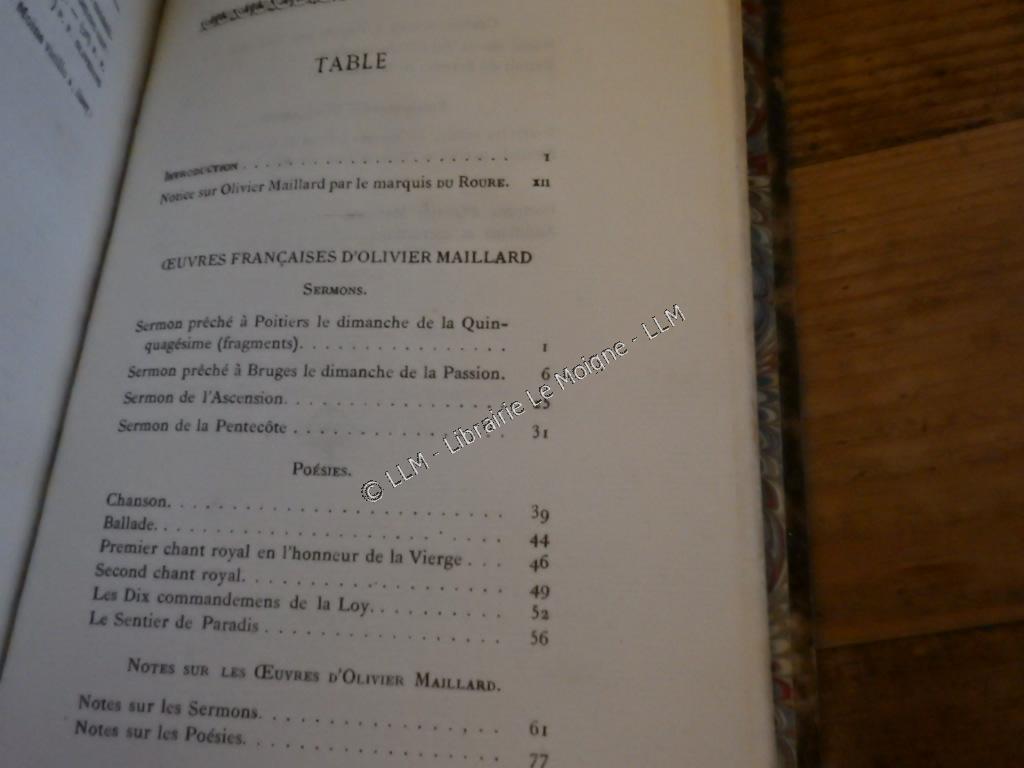 TABLE
INTRODUCTION . . . . . . . . . . . . . . . . . . . . I
Notice sur Olivier Maillard par le marquis DU ROURE. XII
ŒUVRES FRANÇAISES D'OLIVIER MAILLARD
SERMONS.
Sermon prêché à Poitiers le dimanche de la Quin-
quagésime (fragments). . . . . . . . . . . . . . . . 1
Sermon prêché à Bruges le dimanche de la Passion. 6
Sermon de l'Ascension. . . . . . . . . . . . . . . .
Sermon de la Pentecôte . . . . . . . . . . . . . . . 31
POÉSIES.
Chanson. . . . . . . . . . . . . . . . . . . . . . . 39
Ballade. . . . . . . . . . . . . . . . . . . . . . . 44
Premier chant royal en l'honneur de la Vierge . . . 46
Second chant royal. . . . . . . . . . . . . . . . . 49
Les Dix commandemens de la Loy. . . . . . . . . . . 52
Le Sentier de Paradis . . . . . . . . . . . . . . . 56
NOTES SUR LES ŒUVRES D'OLIVIER MAILLARD.
Notes sur les Sermons. . . . . . . . . . . . . . . . 61
Notes sur les Poésies. . . . . . . . . . . . . . . . 77
© LLM - Librairie Le Moigne - LLM